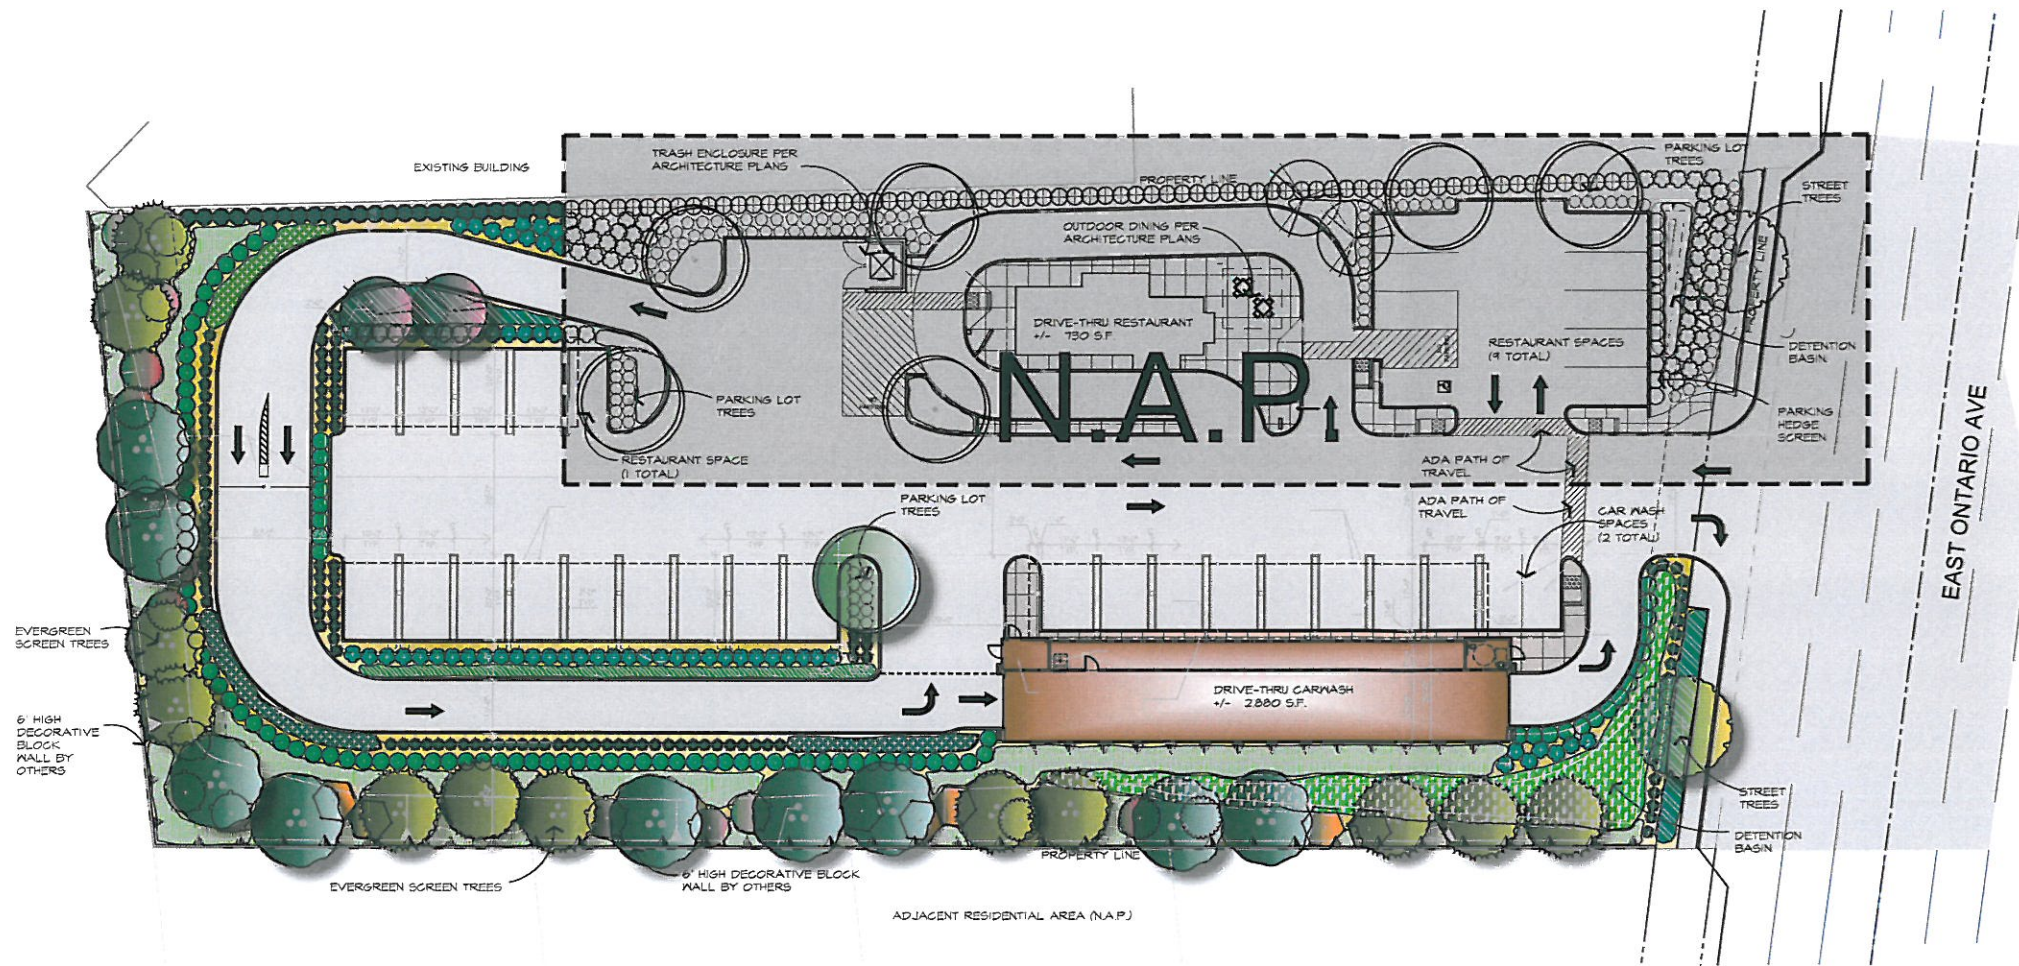 EXISTING BUILDING
TRASH ENCLOSURE PER
ARCHITECTURE PLANS
PROPERTY LINE
PARKING LOT
TREES
STREET
TREES
OUTDOOR DINING PER
ARCHITECTURE PLANS
PROPERTY LINE
DRIVE-THRU RESTAURANT
+/- 730 S.F.
RESTAURANT SPACES
(9 TOTAL)
DETENTION
BASIN
N.A.P.
PARKING LOT
TREES
PARKING
HEDGE
SCREEN
RESTAURANT SPACE
(1 TOTAL)
ADA PATH OF
TRAVEL
PARKING LOT
TREES
ADA PATH OF
TRAVEL
CAR WASH
SPACES
(2 TOTAL)
EAST ONTARIO AVE
EVERGREEN
SCREEN TREES
DRIVE-THRU CARWASH
+/- 2880 S.F.
6' HIGH
DECORATIVE
BLOCK
WALL BY
OTHERS
STREET
TREES
DETENTION
BASIN
PROPERTY LINE
EVERGREEN SCREEN TREES
6' HIGH DECORATIVE BLOCK
WALL BY OTHERS
ADJACENT RESIDENTIAL AREA (N.A.P.)